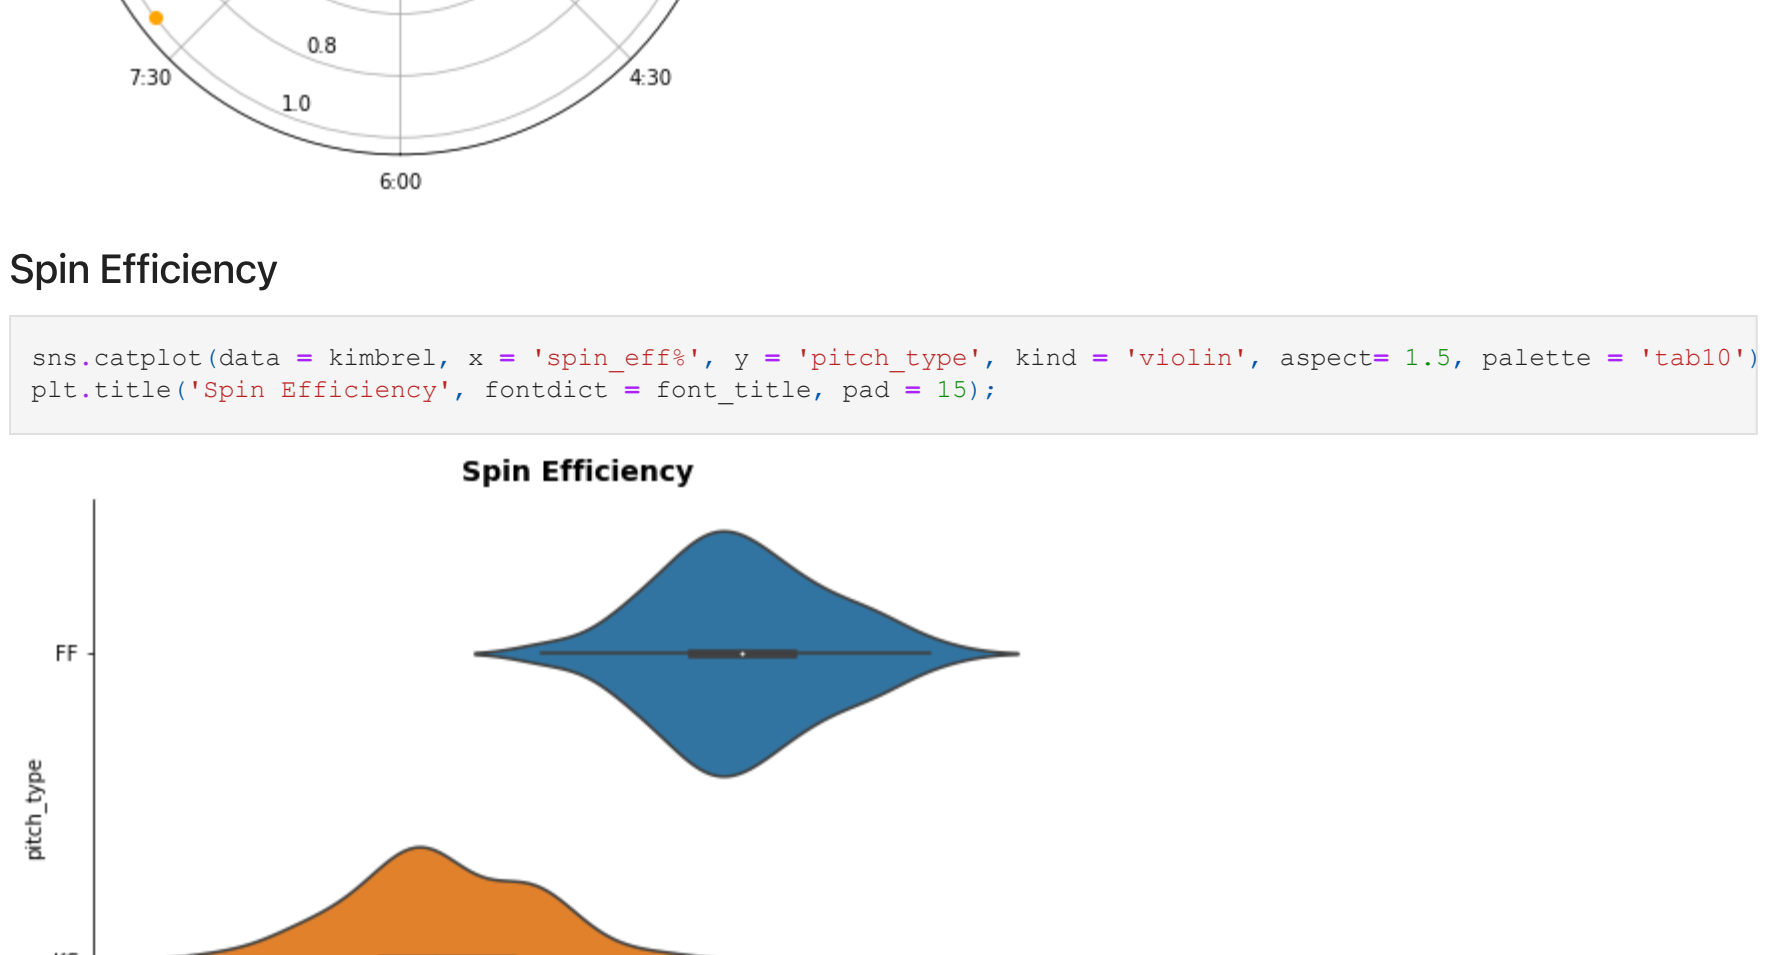 0.8
7:30
4:30
1.0
6:00
Spin Efficiency
sns.catplot(data = kimbrel, x = 'spin_eff%', y = 'pitch_type', kind = 'violin', aspect= 1.5, palette = 'tab10')
plt.title('Spin Efficiency', fontdict = font_title, pad = 15);
Spin Efficiency
FF
pitch_type